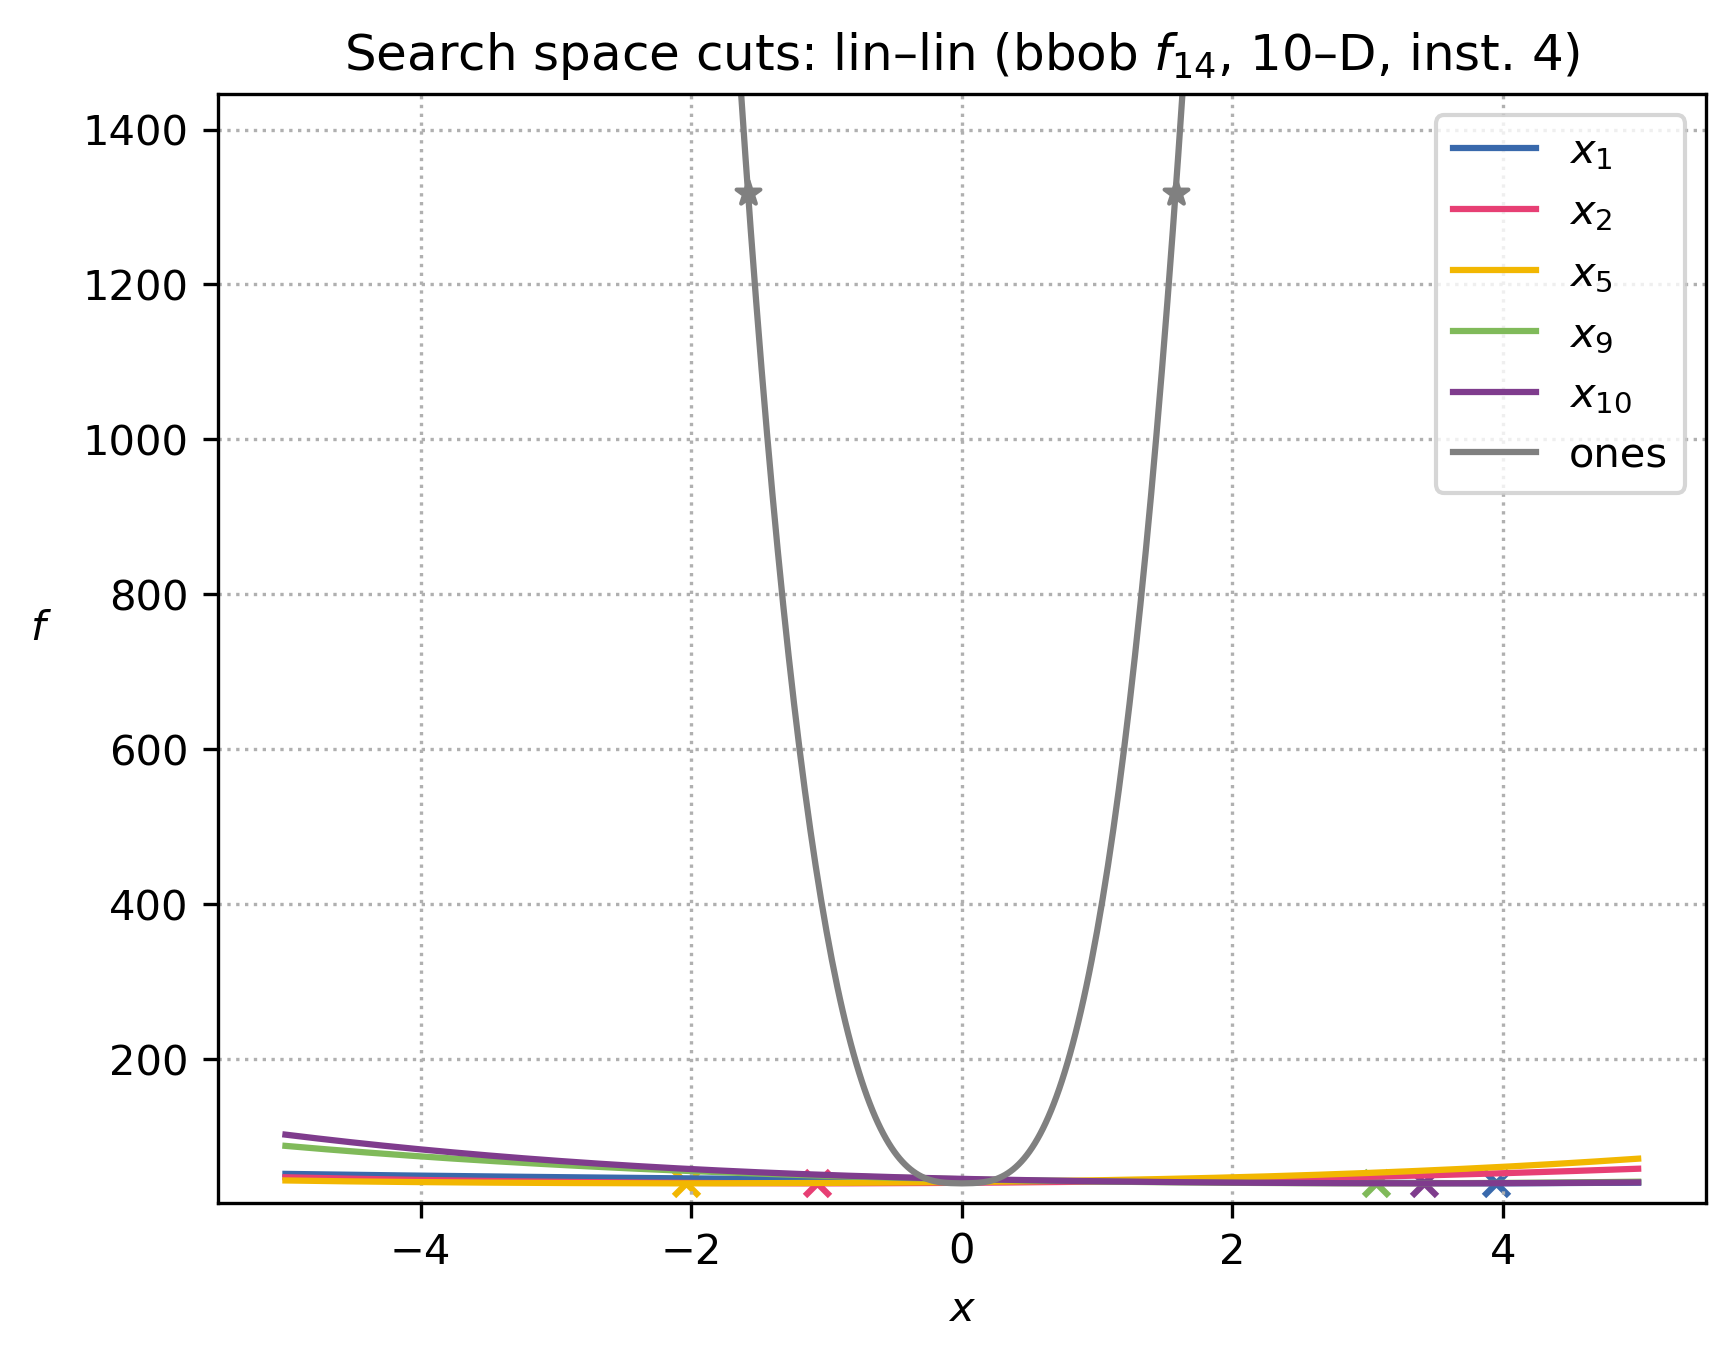 Search space cuts: lin–lin (bbob f₁₄, 10–D, inst. 4)
1400
1200
1000
800
600
400
200
f
−4
−2
0
2
4
x
x₁
x₂
x₅
x₉
x₁₀
ones